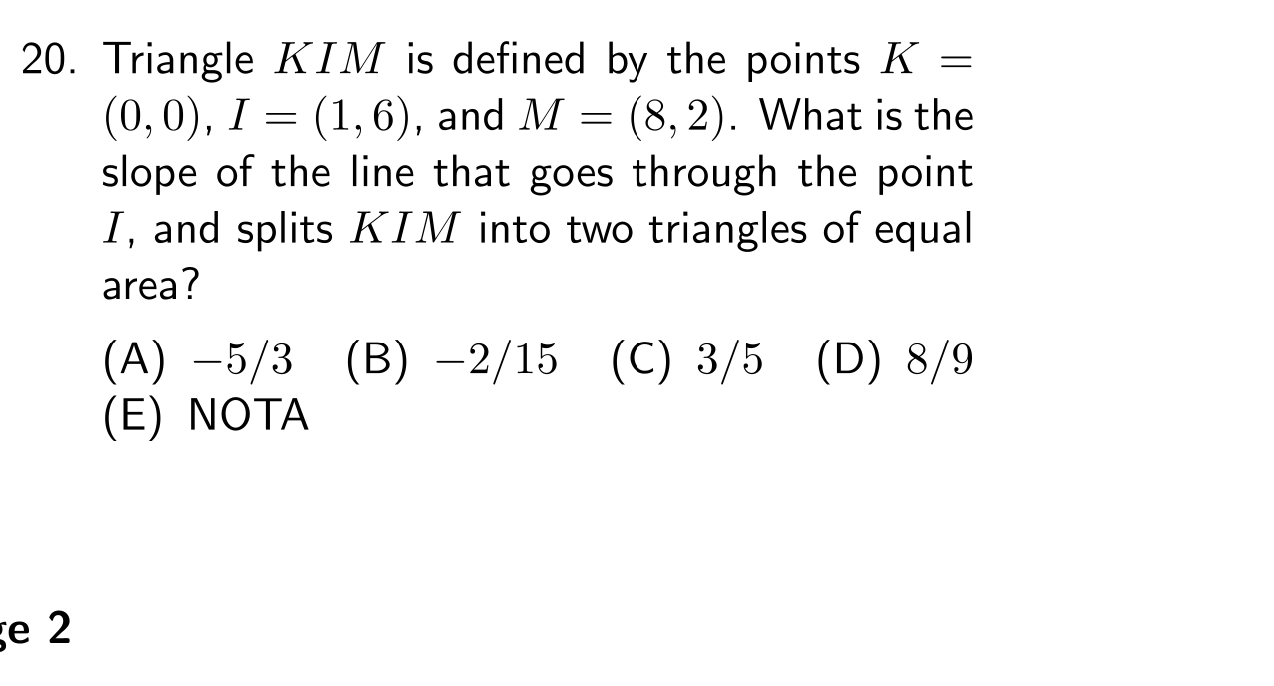 20. Triangle KIM is defined by the points K =
(0, 0), I = (1, 6), and M = (8, 2). What is the
slope of the line that goes through the point
I, and splits KIM into two triangles of equal
area?
(A) −5/3 (B) −2/15 (C) 3/5 (D) 8/9
(E) NOTA
ge 2